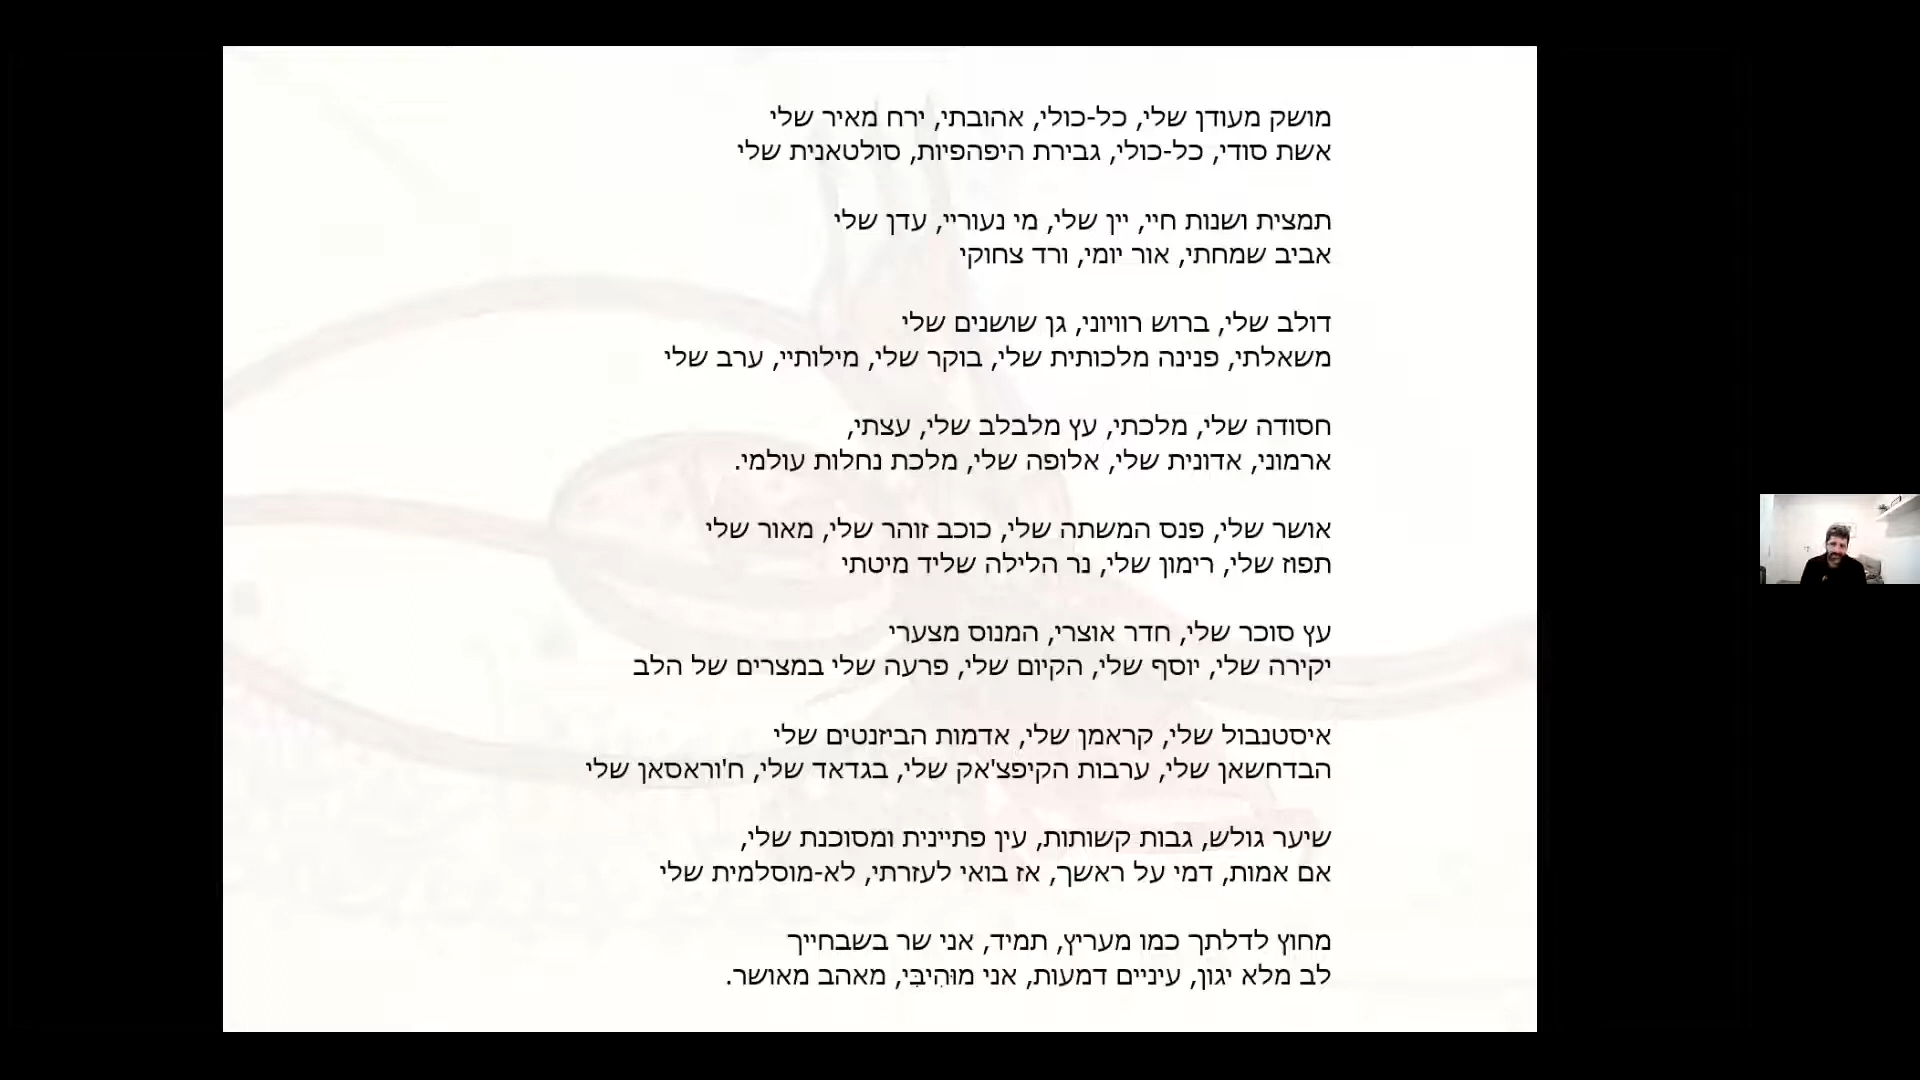 מושק מעודן שלי, כל-כולי, אהובתי, ירח מאיר שלי
אשת סודי, כל-כולי, גבירת היפהפיות, סולטאנית שלי
תמצית ושנות חיי, יין שלי, מי נעוריי, עדן שלי
אביב שמחתי, אור יומי, ורד צחוקי
דולב שלי, ברוש רוויוני, גן שושנים שלי
משאלתי, פנינה מלכותית שלי, בוקר שלי, מילותיי, ערב שלי
חסודה שלי, מלכתי, עץ מלבלב שלי, עצתי,
ארמוני, אדונית שלי, אלופה שלי, מלכת נחלות עולמי.
אושר שלי, פנס המשתה שלי, כוכב זוהר שלי, מאור שלי
תפוז שלי, רימון שלי, נר הלילה שליד מיטתי
עץ סוכר שלי, חדר אוצרי, המנוס מצערי
יקירה שלי, יוסף שלי, הקיום שלי, פרעה שלי במצרים של הלב
איסטנבול שלי, קראמן שלי, אדמות הביזנטים שלי
הבדחשאן שלי, ערבות הקיפצ'אק שלי, בגדאד שלי, ח'וראסאן שלי
שיער גולש, גבות קשותות, עין פתיינית ומסוכנת שלי,
אם אמות, דמי על ראשך, אז בואי לעזרתי, לא-מוסלמית שלי
מחוץ לדלתך כמו מעריץ, תמיד, אני שר בשבחייך
לב מלא יגון, עיניים דמעות, אני מוּהִיבִּי, מאהב מאושר.